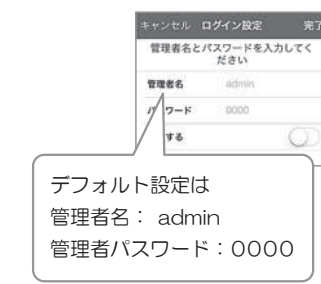 キャンセル ログイン設定 完了
管理者名とパスワードを入力してく
ださい
管理者名 admin
パスワード 0000
する
デフォルト設定は
管理者名： admin
管理者パスワード：0000